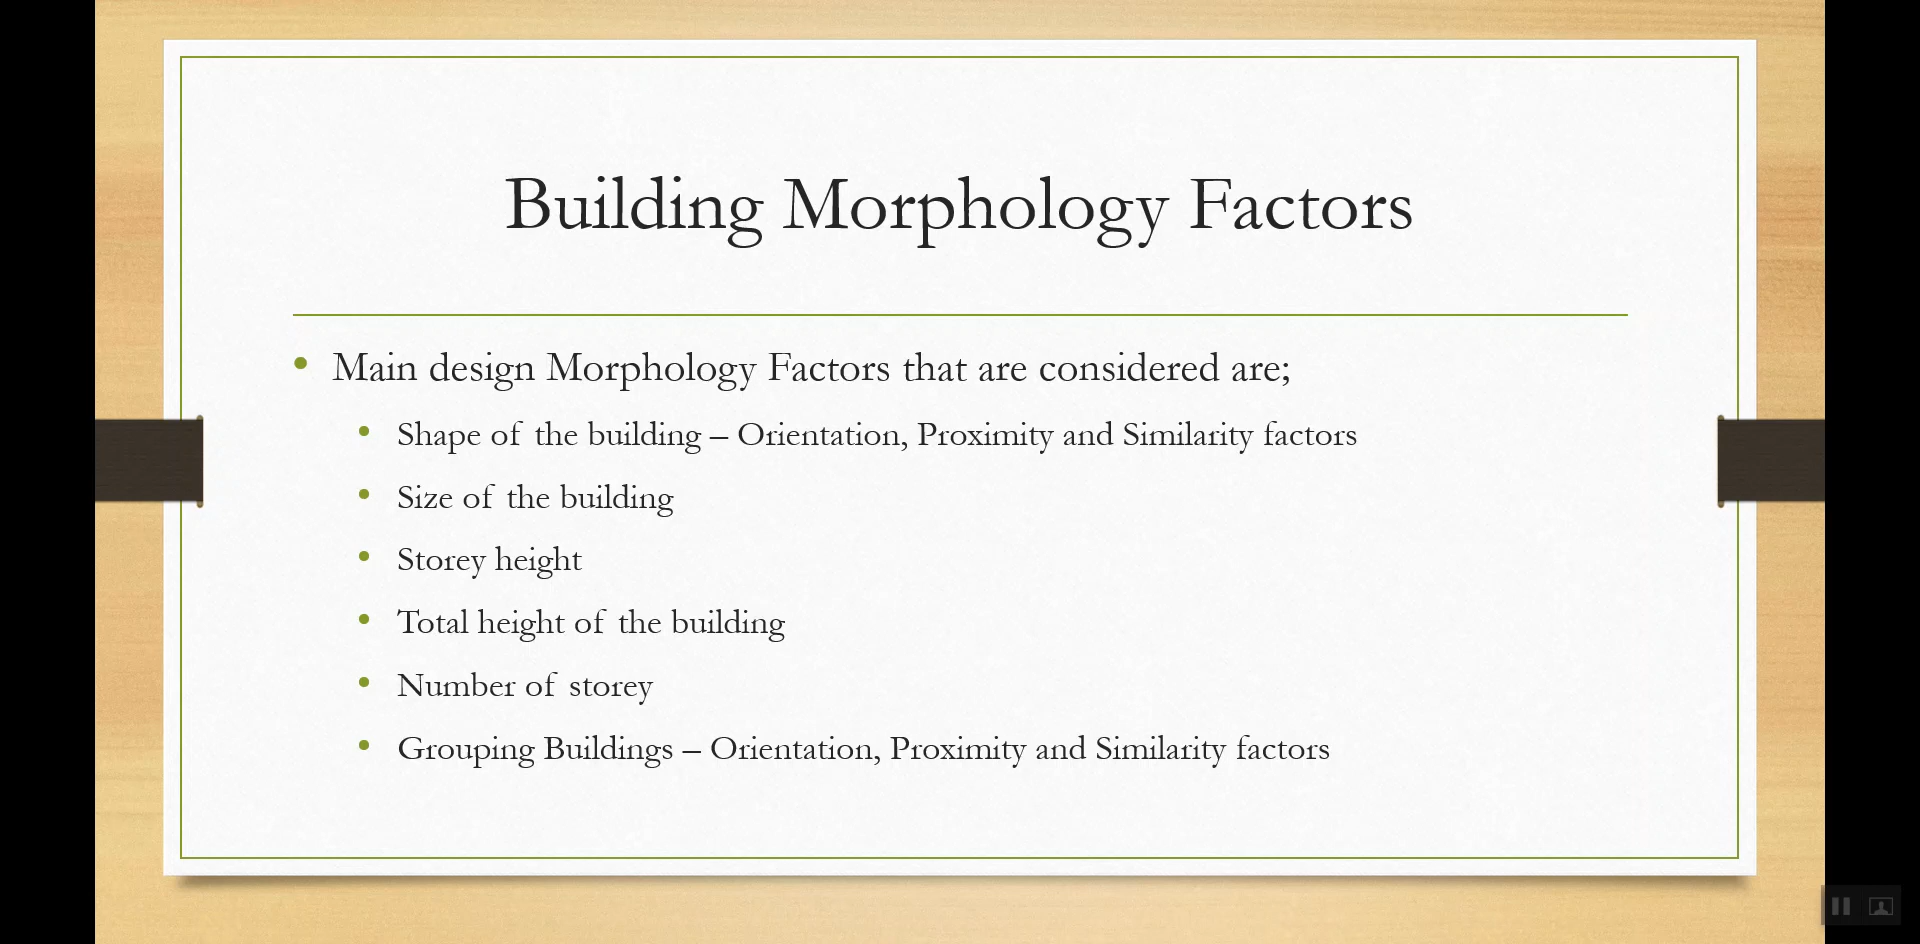 Building Morphology Factors
Main design Morphology Factors that are considered are;
Shape of the building – Orientation, Proximity and Similarity factors
Size of the building
Storey height
Total height of the building
Number of storey
Grouping Buildings – Orientation, Proximity and Similarity factors